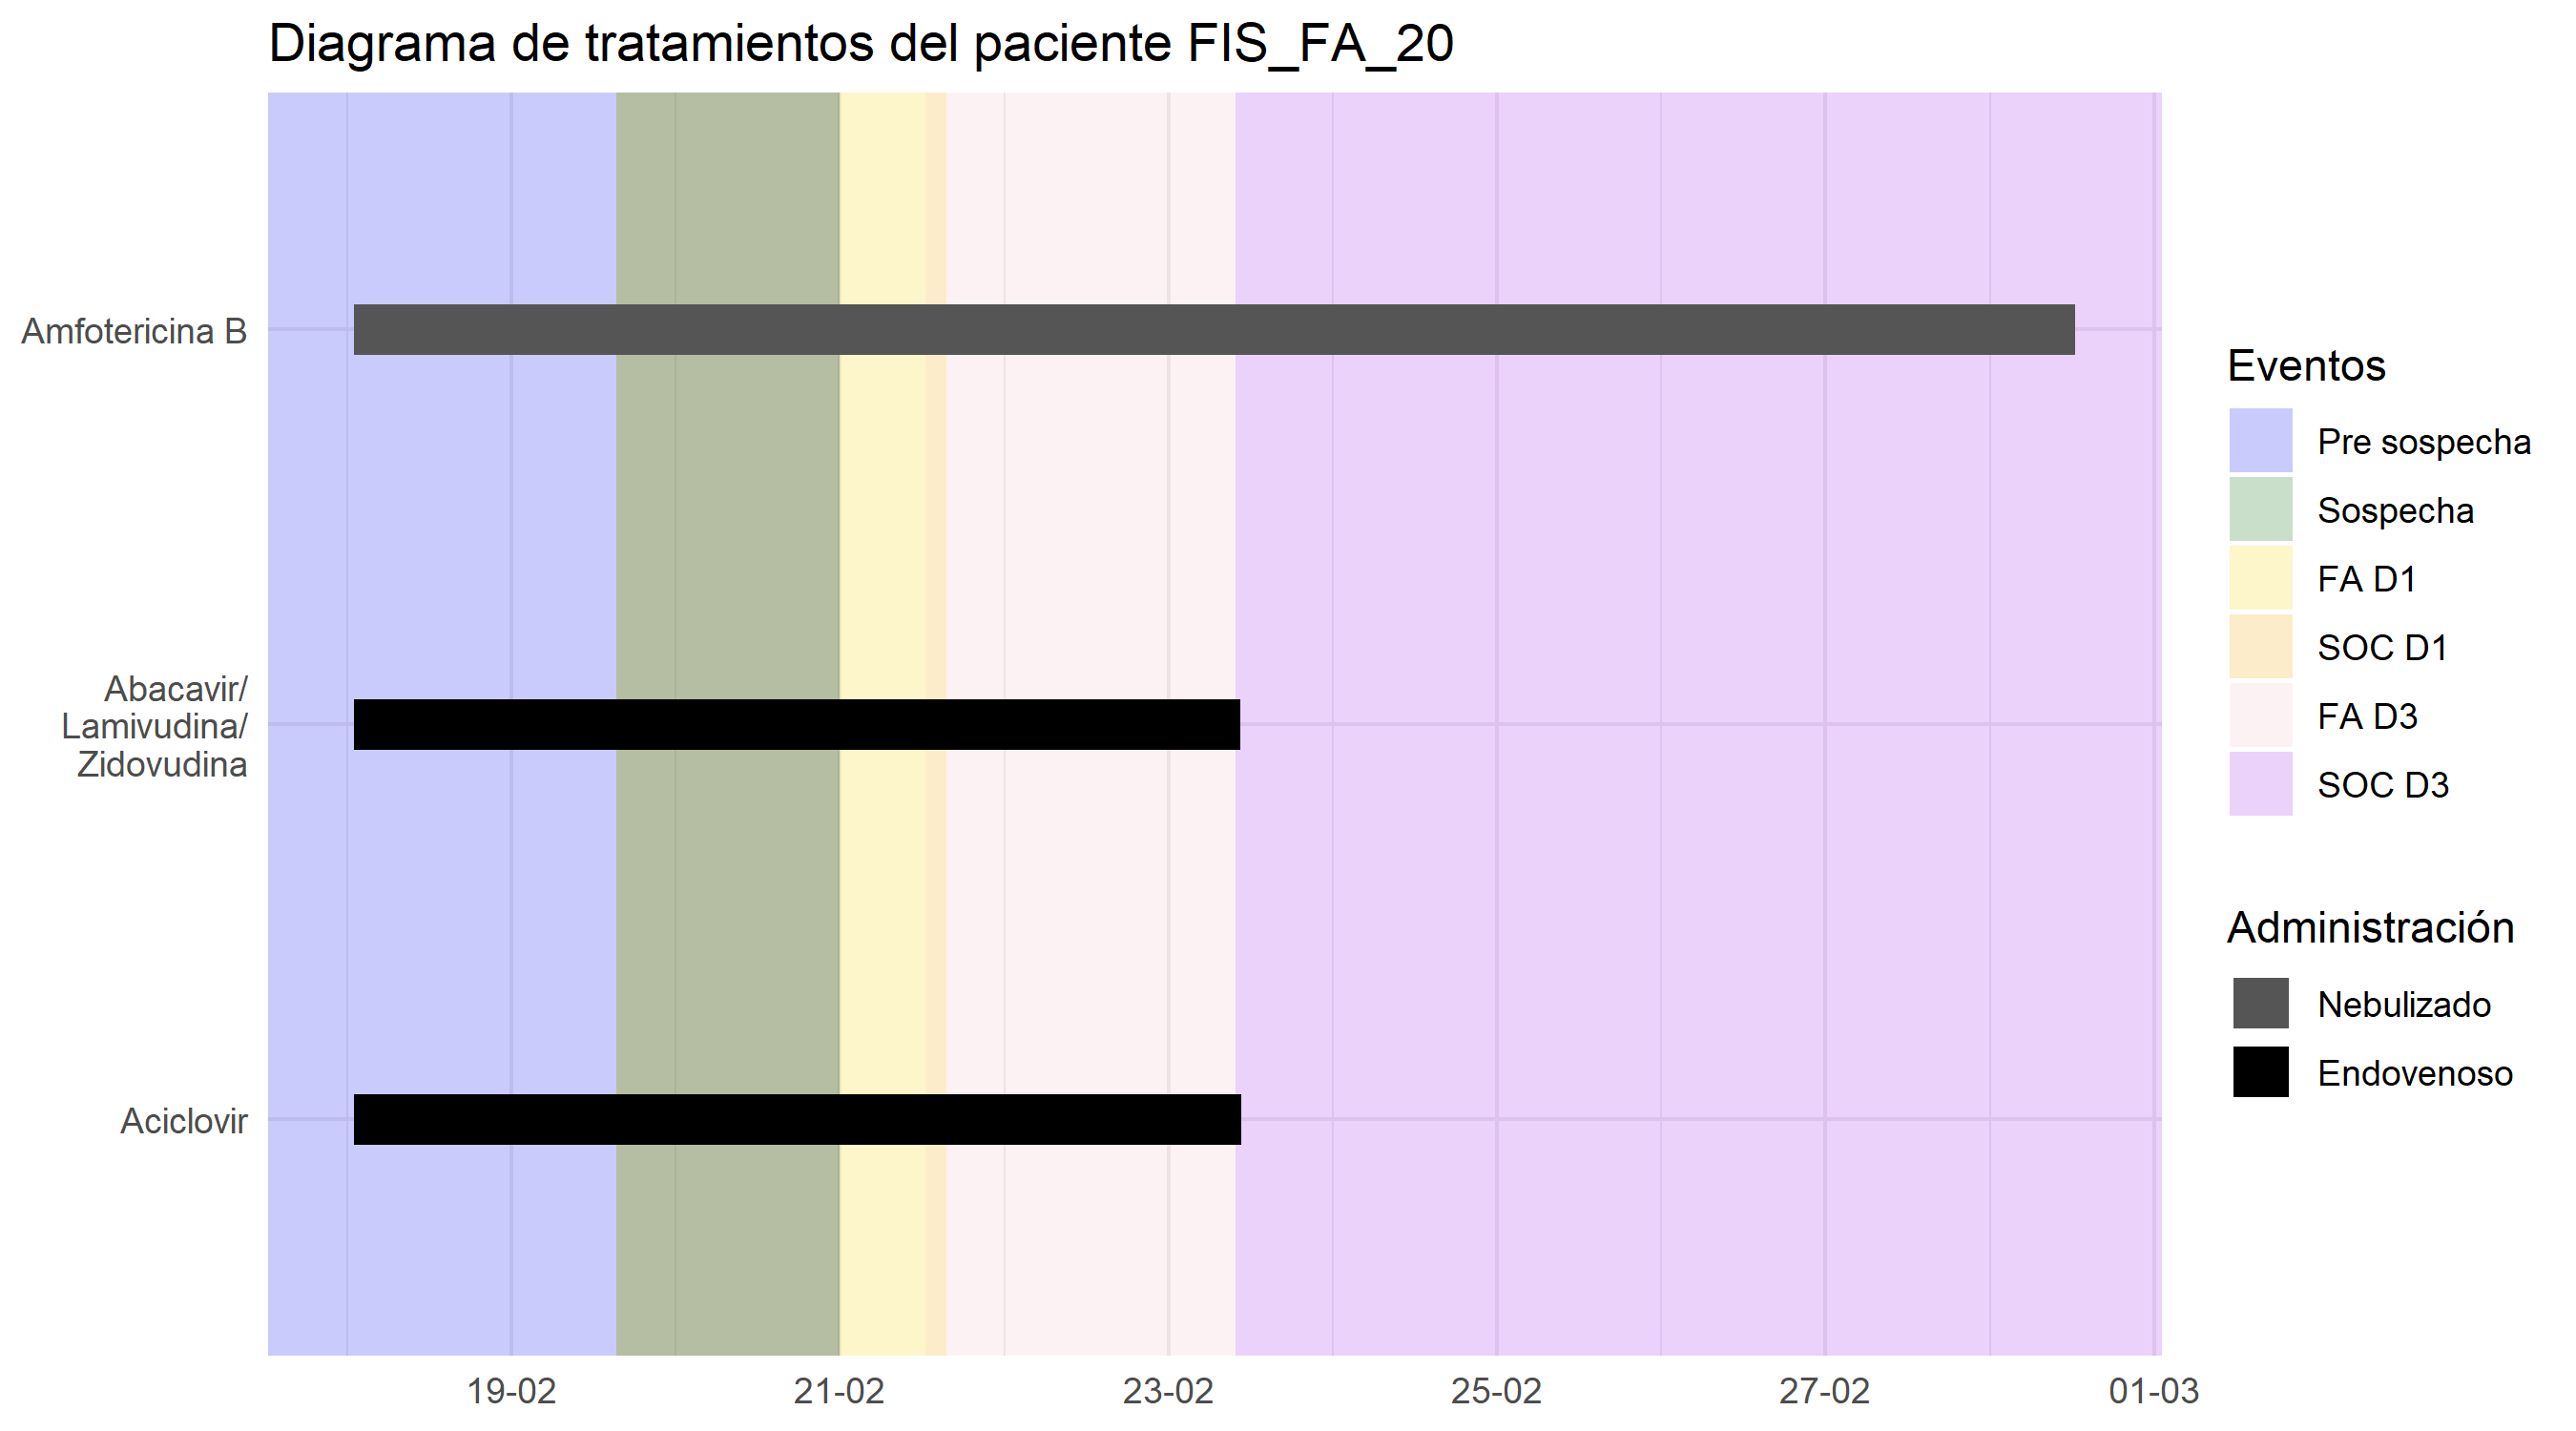 Diagrama de tratamientos del paciente FIS_FA_20
Amfotericina B
Abacavir/
Lamivudina/
Zidovudina
Aciclovir
19-02
21-02
23-02
25-02
27-02
01-03
Eventos
Pre sospecha
Sospecha
FA D1
SOC D1
FA D3
SOC D3
Administración
Nebulizado
Endovenoso